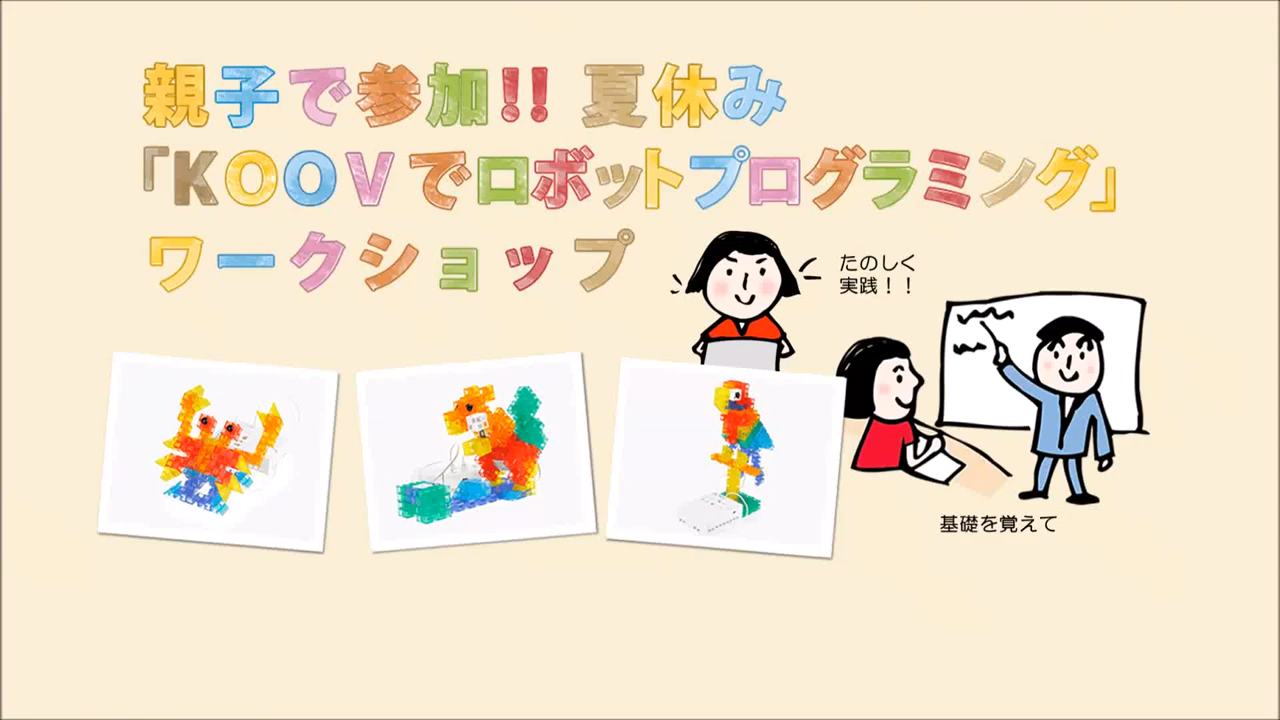 親子で参加!! 夏休み
「KOOVでロボットプログラミング」
ワークショップ
たのしく
実践！！
基礎を覚えて